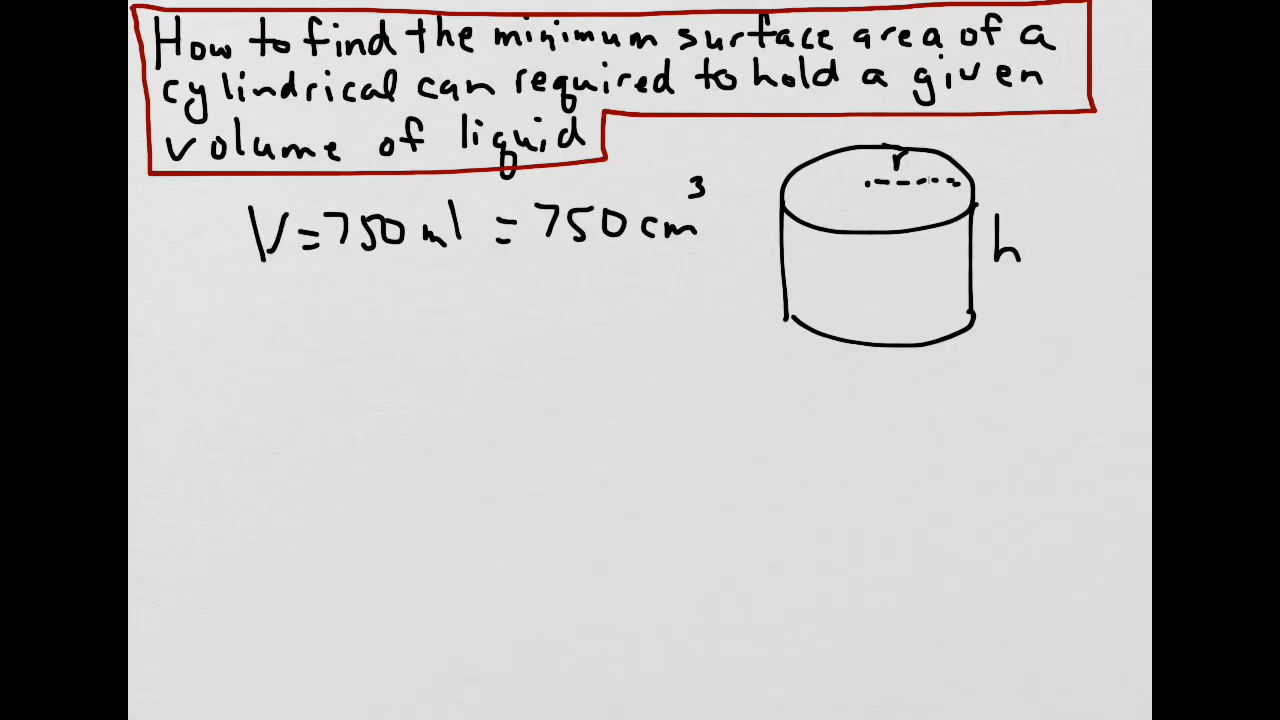 How to find the minimum surface area of a
cylindrical can required to hold a given
volume of liquid
r
V = 750 ml = 750 cm³
h